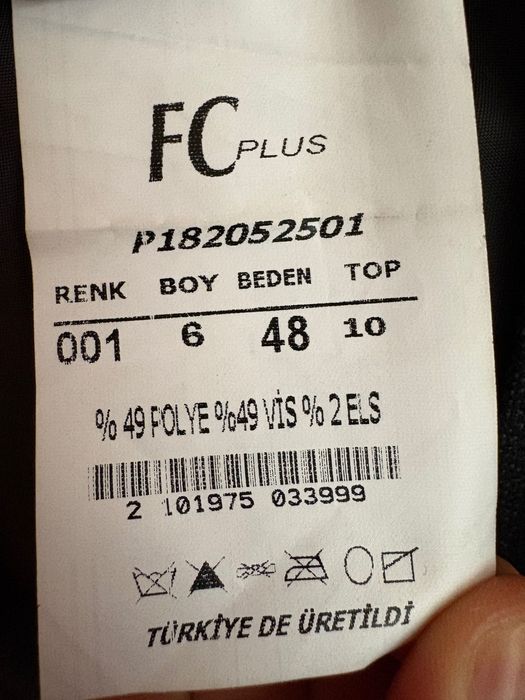 FC PLUS
P182052501
RENK BOY BEDEN TOP
001 6 48 10
% 49 POLYE %49 VİS % 2 ELS
2 101975 033999
TÜRKİYE DE ÜRETİLDİ